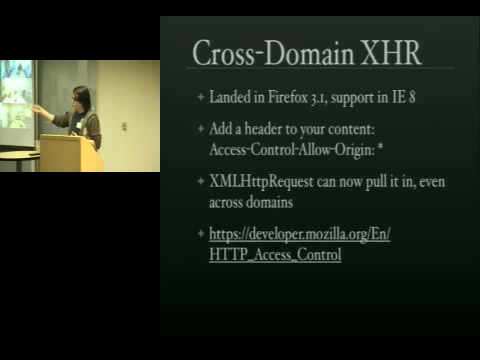 Cross-Domain XHR
Landed in Firefox 3.1, support in IE 8
Add a header to your content:
Access-Control-Allow-Origin: *
XMLHttpRequest can now pull it in, even
across domains
https://developer.mozilla.org/En/
HTTP_Access_Control